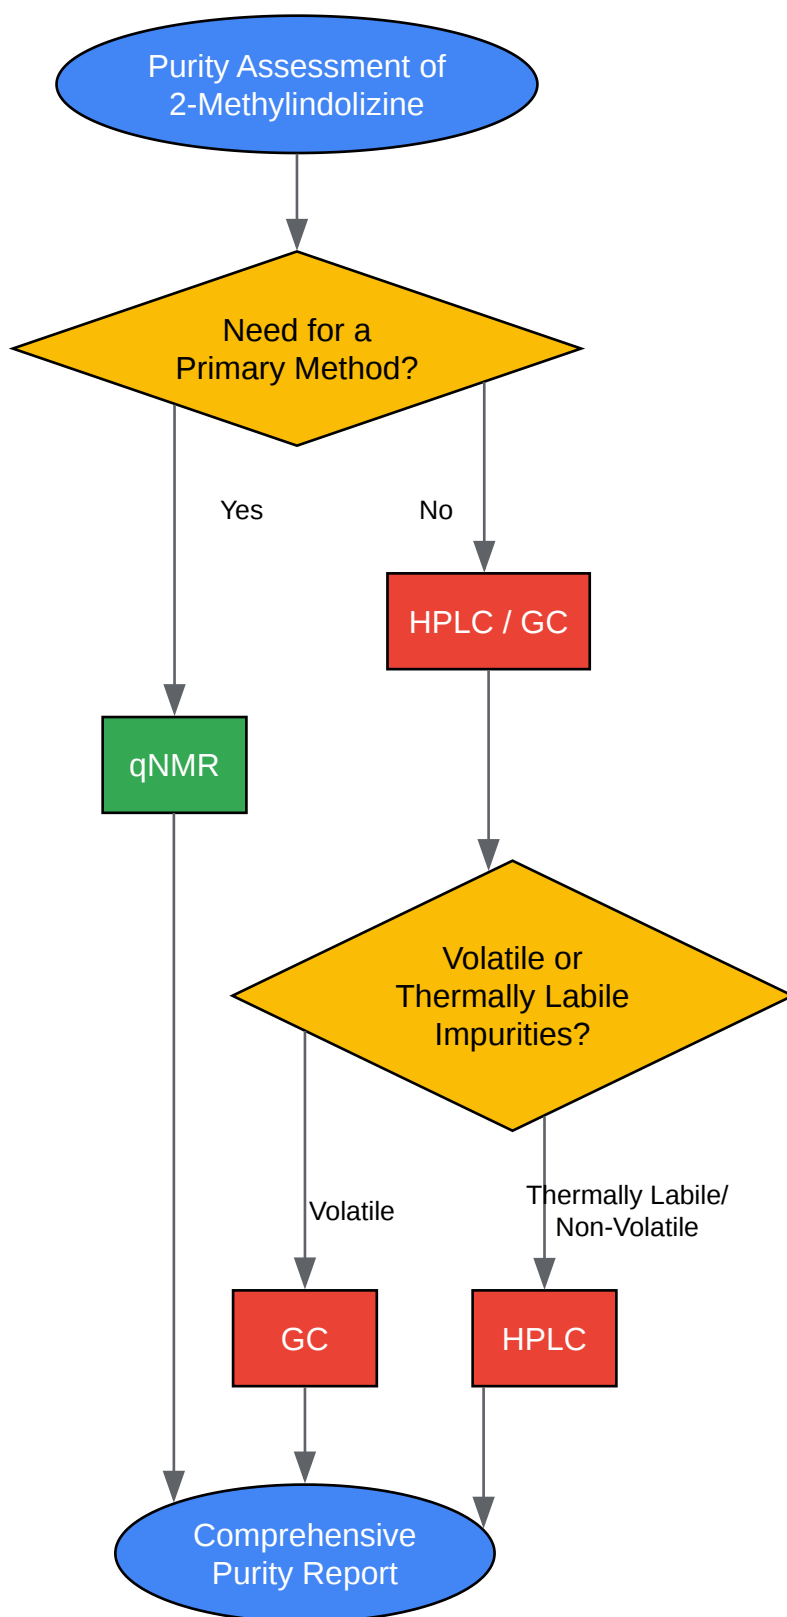 Purity Assessment of
2-Methylindolizine
Need for a
Primary Method?
Yes
No
HPLC / GC
qNMR
Volatile or
Thermally Labile
Impurities?
Volatile
Thermally Labile/
Non-Volatile
GC
HPLC
Comprehensive
Purity Report